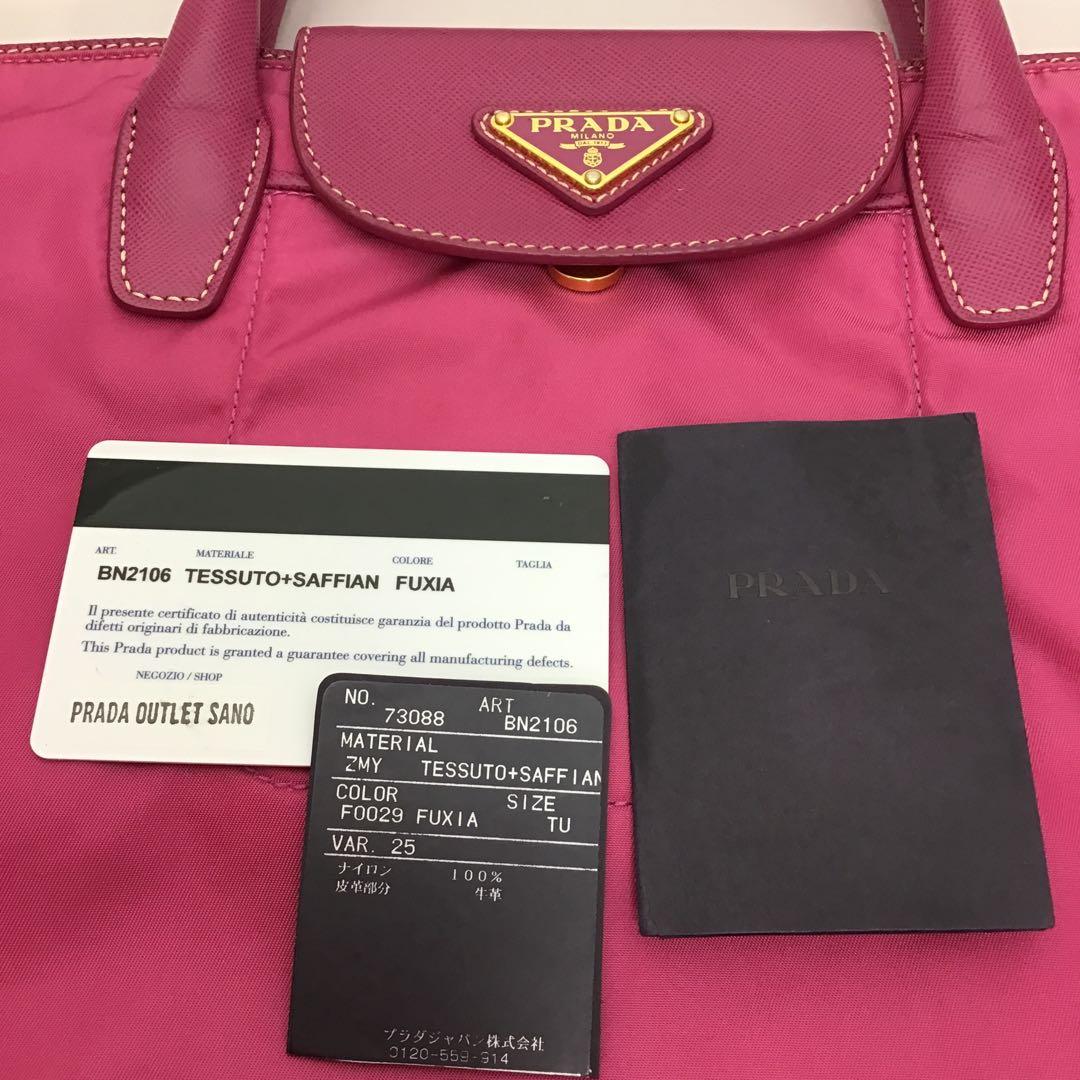 PRADA
MILANO
DAL 1913
ART. MATERIALE COLORE TAGLIA
BN2106 TESSUTO+SAFFIAN FUXIA
Il presente certificato di autenticità costituisce garanzia del prodotto Prada da
difetti originari di fabbricazione.
This Prada product is granted a guarantee covering all manufacturing defects.
NEGOZIO / SHOP
PRADA OUTLET SANO
PRADA
NO. ART
73088 BN2106
MATERIAL
ZMY TESSUTO+SAFFIAN
COLOR SIZE
F0029 FUXIA TU
VAR. 25
ナイロン 100%
皮革部分 牛革
プラダジャパン株式会社
0120-559-914